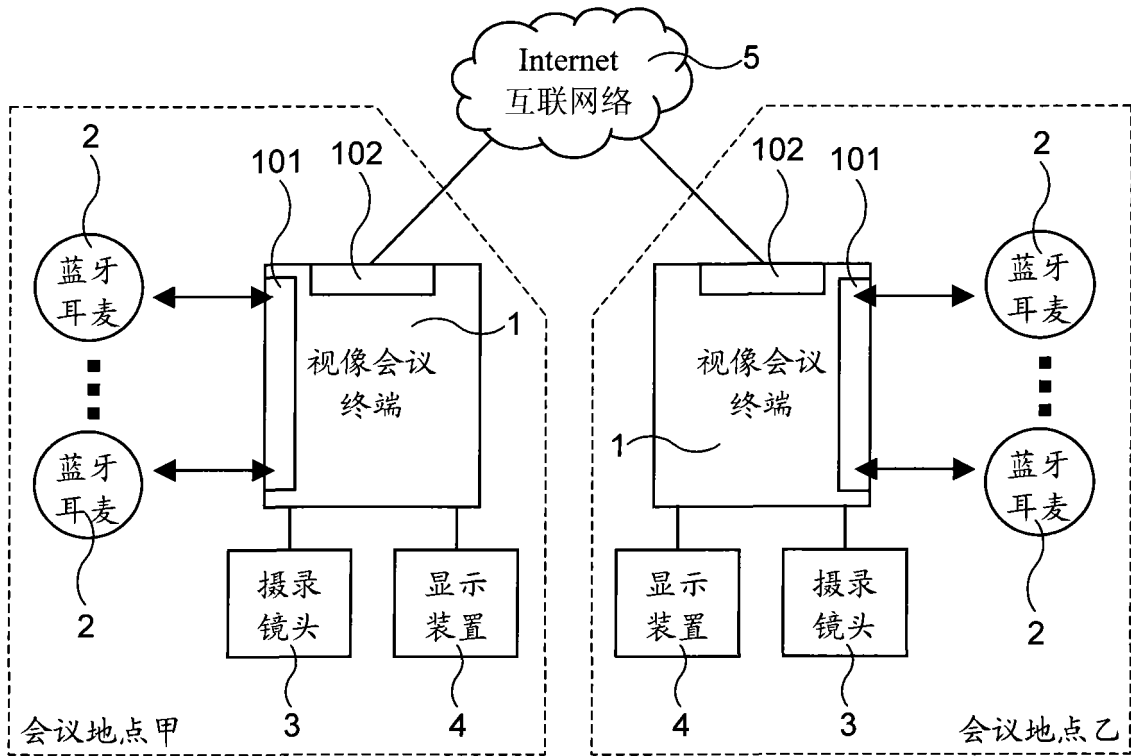 Internet
互联网络
5
2
101
102
蓝牙
耳麦
1
视像会议
终端
蓝牙
耳麦
2
摄录
镜头
3
显示
装置
4
会议地点甲
102
101
2
蓝牙
耳麦
视像会议
终端
1
蓝牙
耳麦
2
显示
装置
4
摄录
镜头
3
会议地点乙